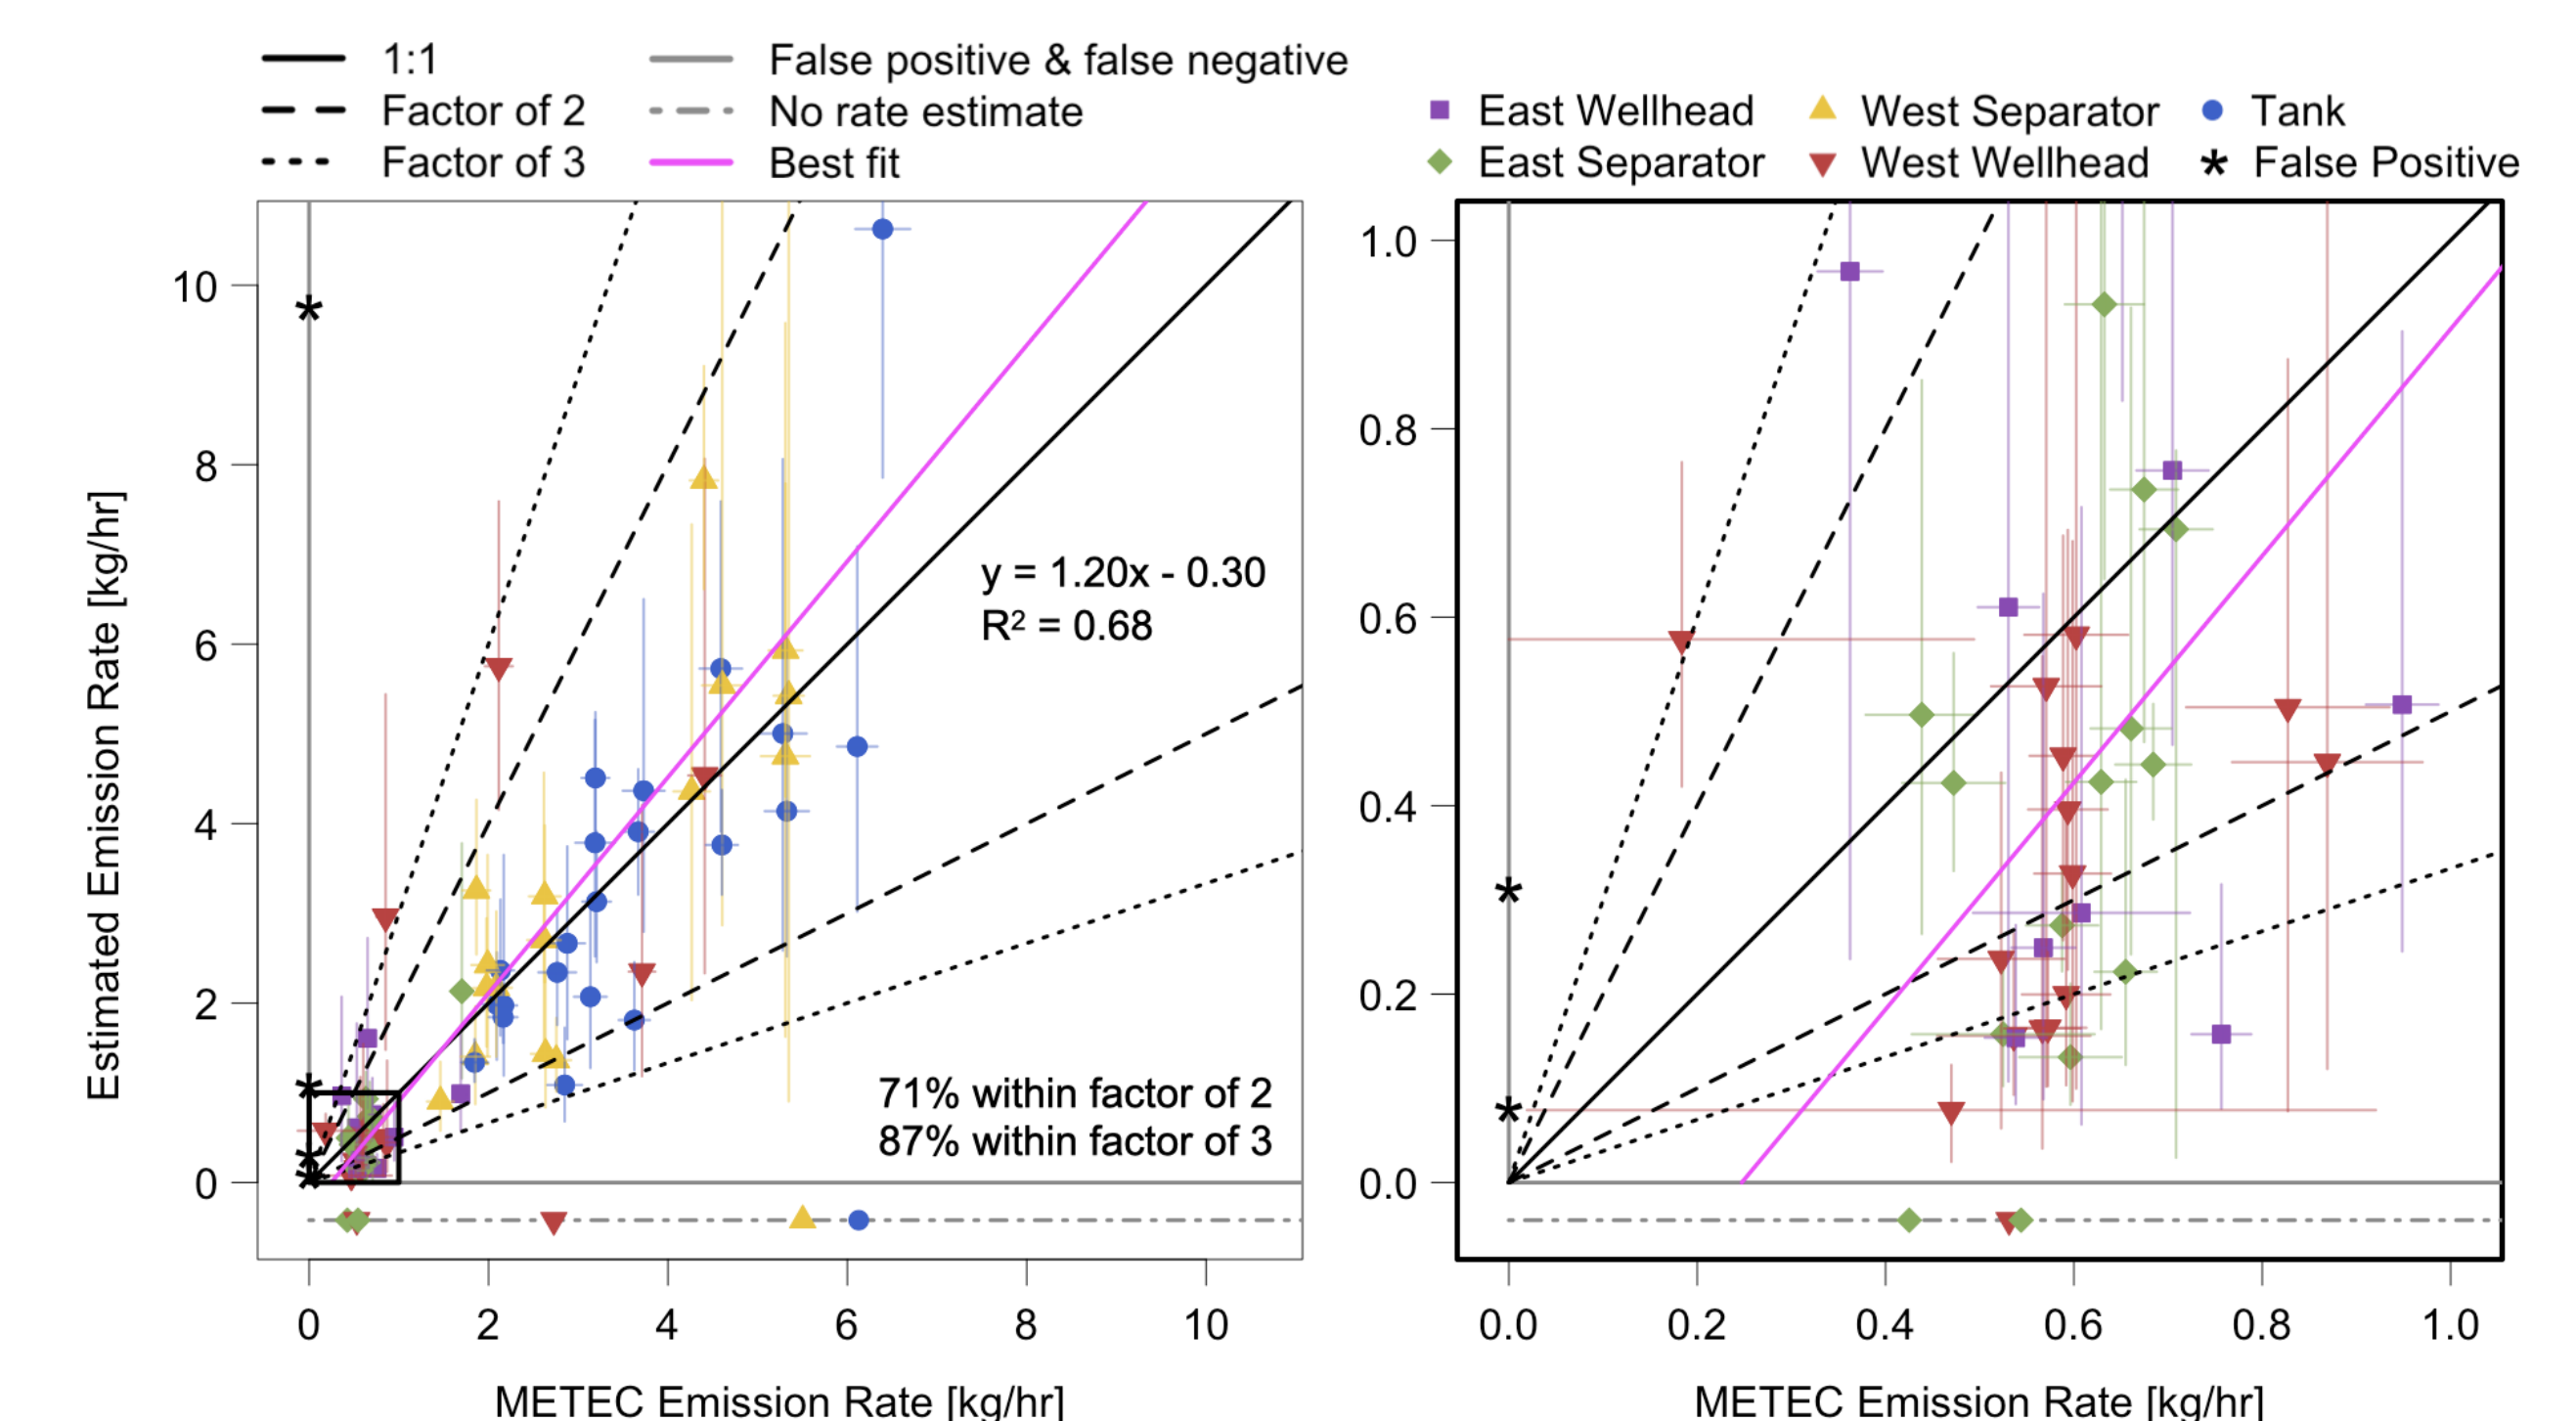 1:1
Factor of 2
Factor of 3
False positive & false negative
No rate estimate
Best fit
East Wellhead
East Separator
West Separator
West Wellhead
Tank
False Positive
Estimated Emission Rate [kg/hr]
10
8
6
4
2
0
y = 1.20x - 0.30
R² = 0.68
71% within factor of 2
87% within factor of 3
0 2 4 6 8 10
METEC Emission Rate [kg/hr]
1.0
0.8
0.6
0.4
0.2
0.0
0.0 0.2 0.4 0.6 0.8 1.0
METEC Emission Rate [kg/hr]